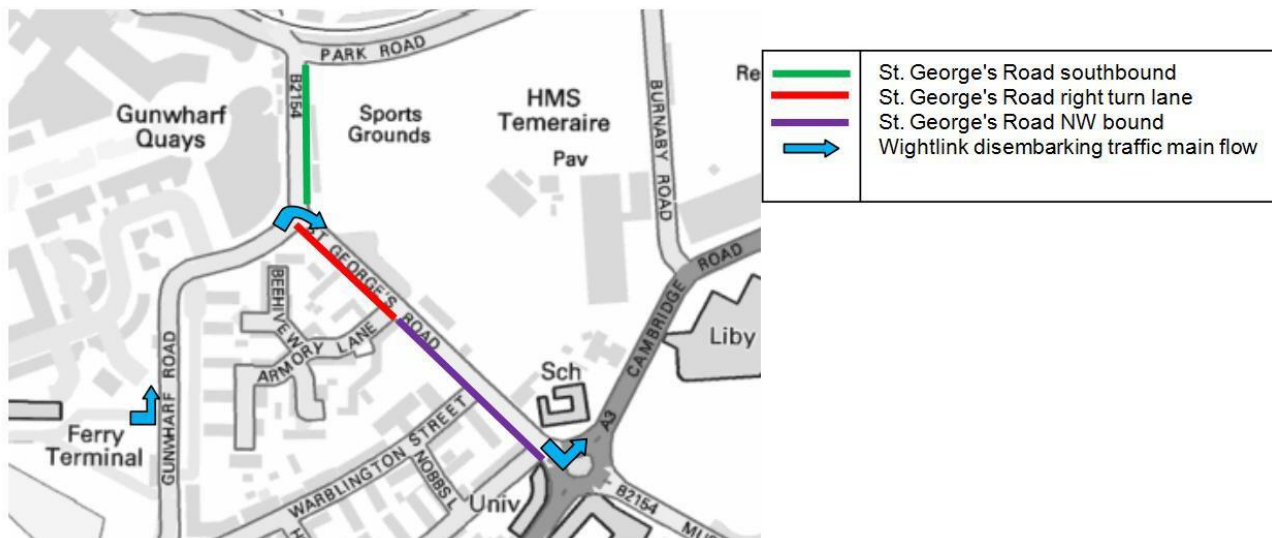 PARK ROAD
B2154
Gunwharf
Quays
Sports
Grounds
HMS
Temeraire
Pav
BURNABY ROAD
Re
St. George's Road southbound
St. George's Road right turn lane
St. George's Road NW bound
Wightlink disembarking traffic main flow
ST GEORGE'S ROAD
BEEHIVE W
ARMORY LANE
CAMBRIDGE ROAD
Liby
Sch
A3
Ferry
Terminal
GUNWHARF ROAD
WARBLINGTON STREET
NOBBS L
Univ
B2154
MUS
H